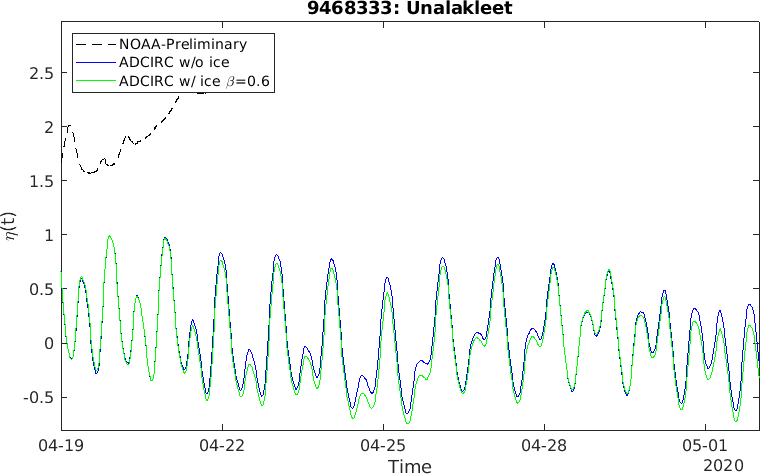 9468333: Unalakleet
NOAA-Preliminary
ADCIRC w/o ice
ADCIRC w/ ice β=0.6
2.5
2
1.5
1
0.5
0
-0.5
η(t)
04-19 04-22 04-25 04-28 05-01
Time
2020